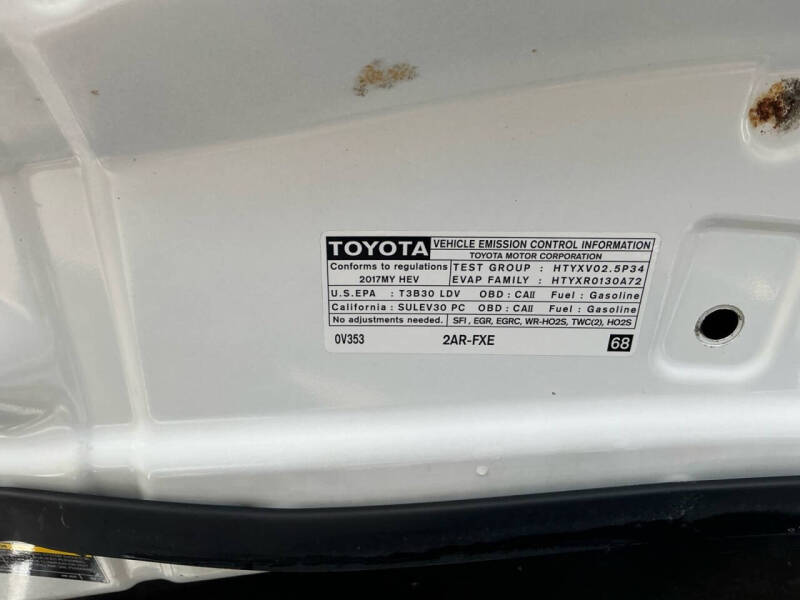 TOYOTA VEHICLE EMISSION CONTROL INFORMATION
TOYOTA MOTOR CORPORATION
Conforms to regulations TEST GROUP : HTYXV02.5P34
2017MY HEV EVAP FAMILY : HTYXR0130A72
U.S.EPA : T3B30 LDV OBD : CAII Fuel : Gasoline
California : SULEV30 PC OBD : CAII Fuel : Gasoline
No adjustments needed. SFI , EGR, EGRC, WR-HO2S, TWC(2), HO2S
0V353 2AR-FXE 68